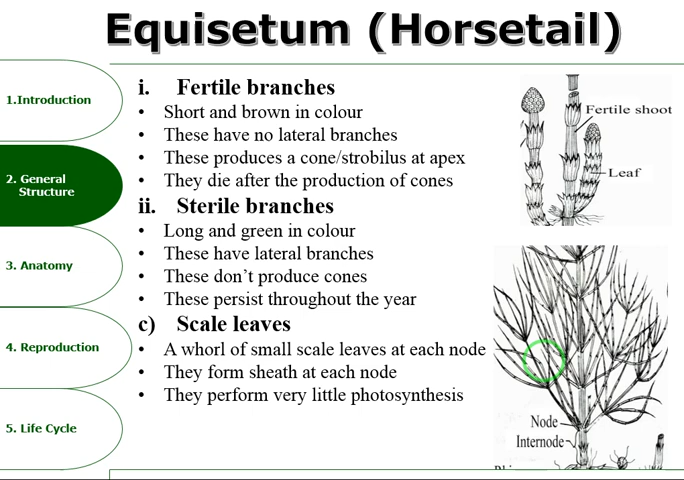 Equisetum (Horsetail)
1.Introduction
2. General
Structure
3. Anatomy
4. Reproduction
5. Life Cycle
i. Fertile branches
• Short and brown in colour
• These have no lateral branches
• These produces a cone/strobilus at apex
• They die after the production of cones
ii. Sterile branches
• Long and green in colour
• These have lateral branches
• These don’t produce cones
• These persist throughout the year
c) Scale leaves
• A whorl of small scale leaves at each node
• They form sheath at each node
• They perform very little photosynthesis
Fertile shoot
Leaf
Node
Internode